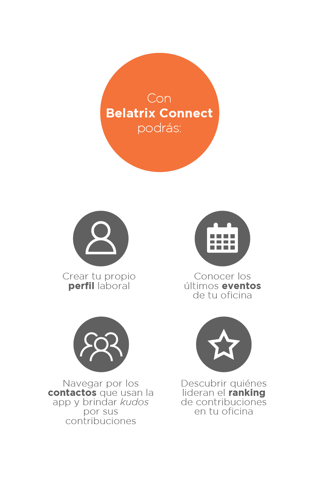 Con
Belatrix Connect
podrás:
Crear tu propio
perfil laboral
Conocer los
últimos eventos
de tu oficina
Navegar por los
contactos que usan la
app y brindar kudos
por sus
contribuciones
Descubrir quiénes
lideran el ranking
de contribuciones
en tu oficina